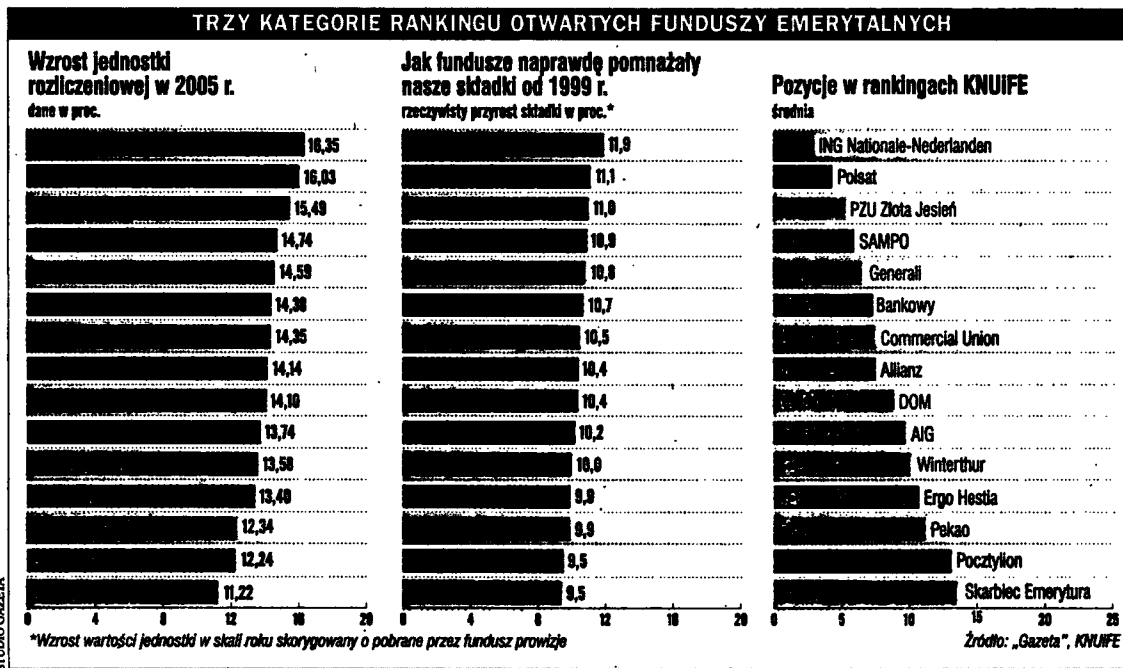 TRZY KATEGORIE RANKINGU OTWARTYCH FUNDUSZY EMERYTALNYCH
Wzrost jednostki
rozliczeniowej w 2005 r.
dane w proc.
16,35
16,03
15,49
14,74
14,59
14,38
14,35
14,14
14,10
13,74
13,58
13,40
12,34
12,24
11,22
0 4 8 12 16 20
Jak fundusze naprawdę pomnażały
nasze składki od 1999 r.
rzeczywisty przyrost składki w proc.*
11,9
11,1
11,0
10,9
10,8
10,7
10,5
10,4
10,4
10,2
10,0
9,9
9,9
9,5
9,5
0 4 8 12 16 20
Pozycje w rankingach KNUiFE
średnia
ING Nationale-Nederlanden
Polsat
PZU Złota Jesień
SAMPO
Generali
Bankowy
Commercial Union
Allianz
DOM
AIG
Winterthur
Ergo Hestia
Pekao
Pocztylion
Skarbiec Emerytura
0 5 10 15 20 25
*Wzrost wartości jednostki w skali roku skorygowany o pobrane przez fundusz prowizje
Źródło: „Gazeta", KNUIFE
STUDIO GAZETA